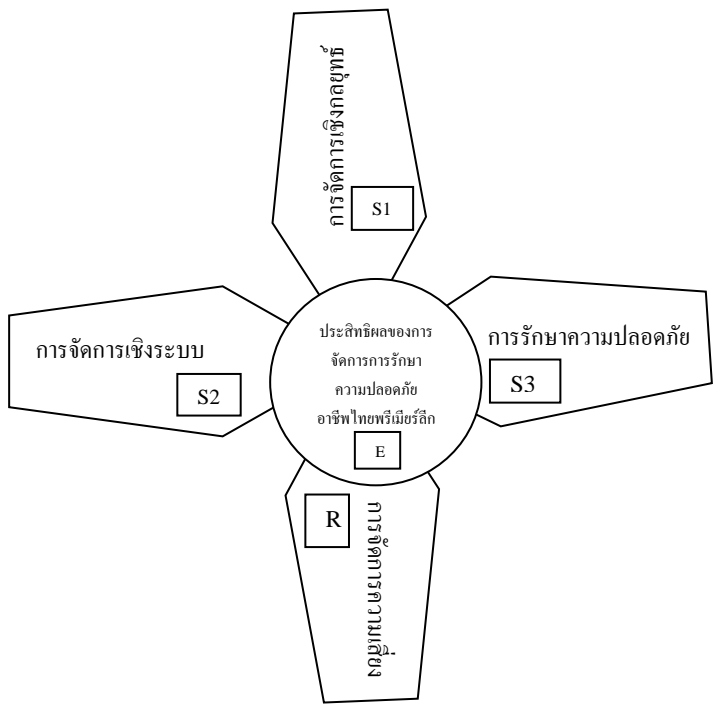 การจัดการเชิงกลยุทธ์
S1
การจัดการเชิงระบบ
S2
ประสิทธิผลของการ
จัดการการรักษา
ความปลอดภัย
อาชีพไทยพรีเมียร์ลีก
E
การรักษาความปลอดภัย
S3
R
การจัดการความเสี่ยง